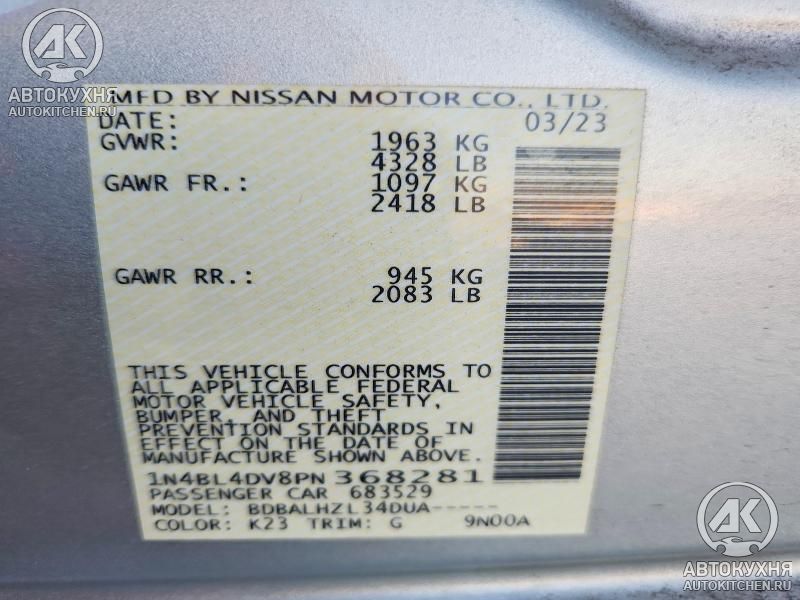 АК
АВТОКУХНЯ
AUTOKITCHEN.RU
MFD BY NISSAN MOTOR CO., LTD.
DATE: 03/23
GVWR: 1963 KG
4328 LB
GAWR FR.: 1097 KG
2418 LB
GAWR RR.: 945 KG
2083 LB
THIS VEHICLE CONFORMS TO
ALL APPLICABLE FEDERAL
MOTOR VEHICLE SAFETY,
BUMPER, AND THEFT
PREVENTION STANDARDS IN
EFFECT ON THE DATE OF
MANUFACTURE SHOWN ABOVE.
1N4BL4DV8PN368281
PASSENGER CAR 683529
MODEL: BDBALHZL34DUA-----
COLOR: K23 TRIM: G 9N00A
АК
АВТОКУХНЯ
AUTOKITCHEN.RU